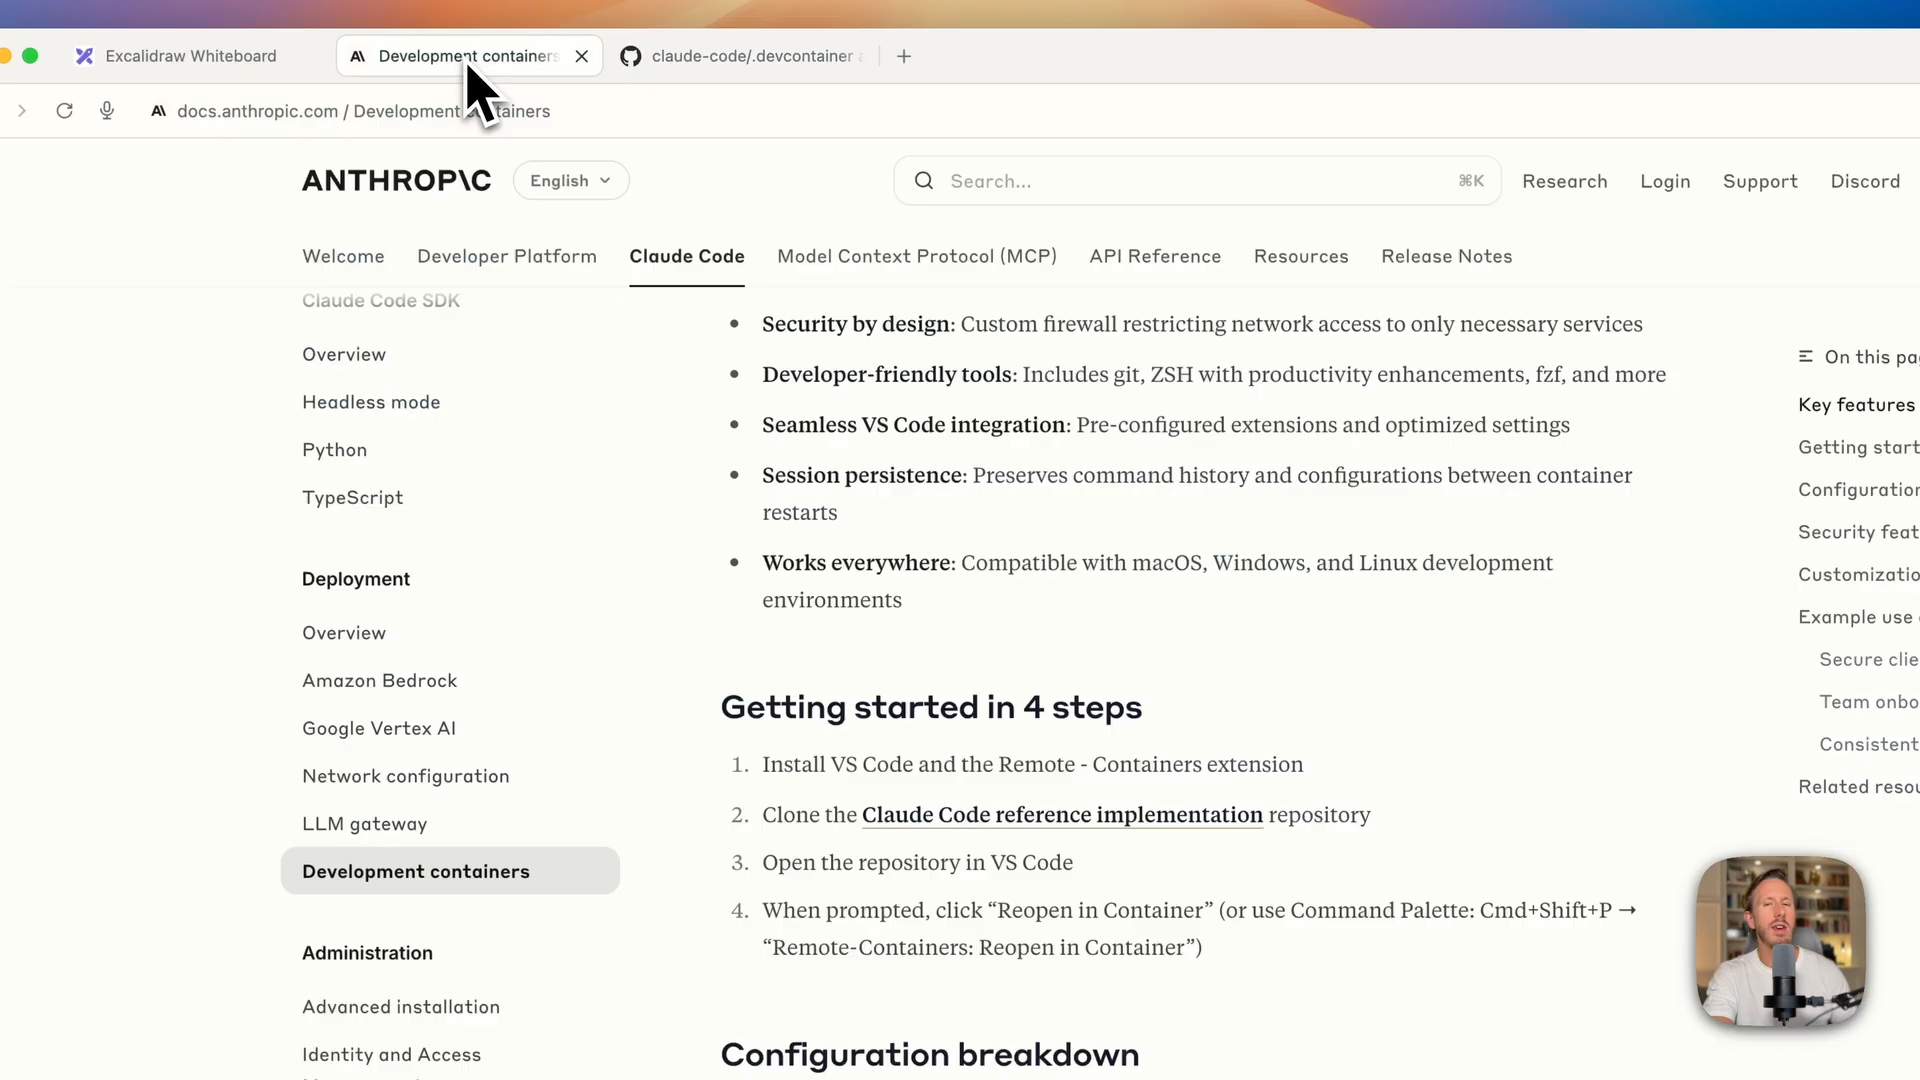 Excalidraw Whiteboard
Development containers
claude-code/.devcontainer a
docs.anthropic.com / Development containers
ANTHROP\C
English
Search...
⌘K
Research
Login
Support
Discord
Welcome
Developer Platform
Claude Code
Model Context Protocol (MCP)
API Reference
Resources
Release Notes
Claude Code SDK
Overview
Headless mode
Python
TypeScript
Deployment
Overview
Amazon Bedrock
Google Vertex AI
Network configuration
LLM gateway
Development containers
Administration
Advanced installation
Identity and Access
• Security by design: Custom firewall restricting network access to only necessary services
• Developer-friendly tools: Includes git, ZSH with productivity enhancements, fzf, and more
• Seamless VS Code integration: Pre-configured extensions and optimized settings
• Session persistence: Preserves command history and configurations between container
restarts
• Works everywhere: Compatible with macOS, Windows, and Linux development
environments
Getting started in 4 steps
1. Install VS Code and the Remote - Containers extension
2. Clone the Claude Code reference implementation repository
3. Open the repository in VS Code
4. When prompted, click “Reopen in Container” (or use Command Palette: Cmd+Shift+P →
“Remote-Containers: Reopen in Container”)
Configuration breakdown
On this pa
Key features
Getting start
Configuration
Security feat
Customizatio
Example use
Secure clie
Team onbo
Consistent
Related resou